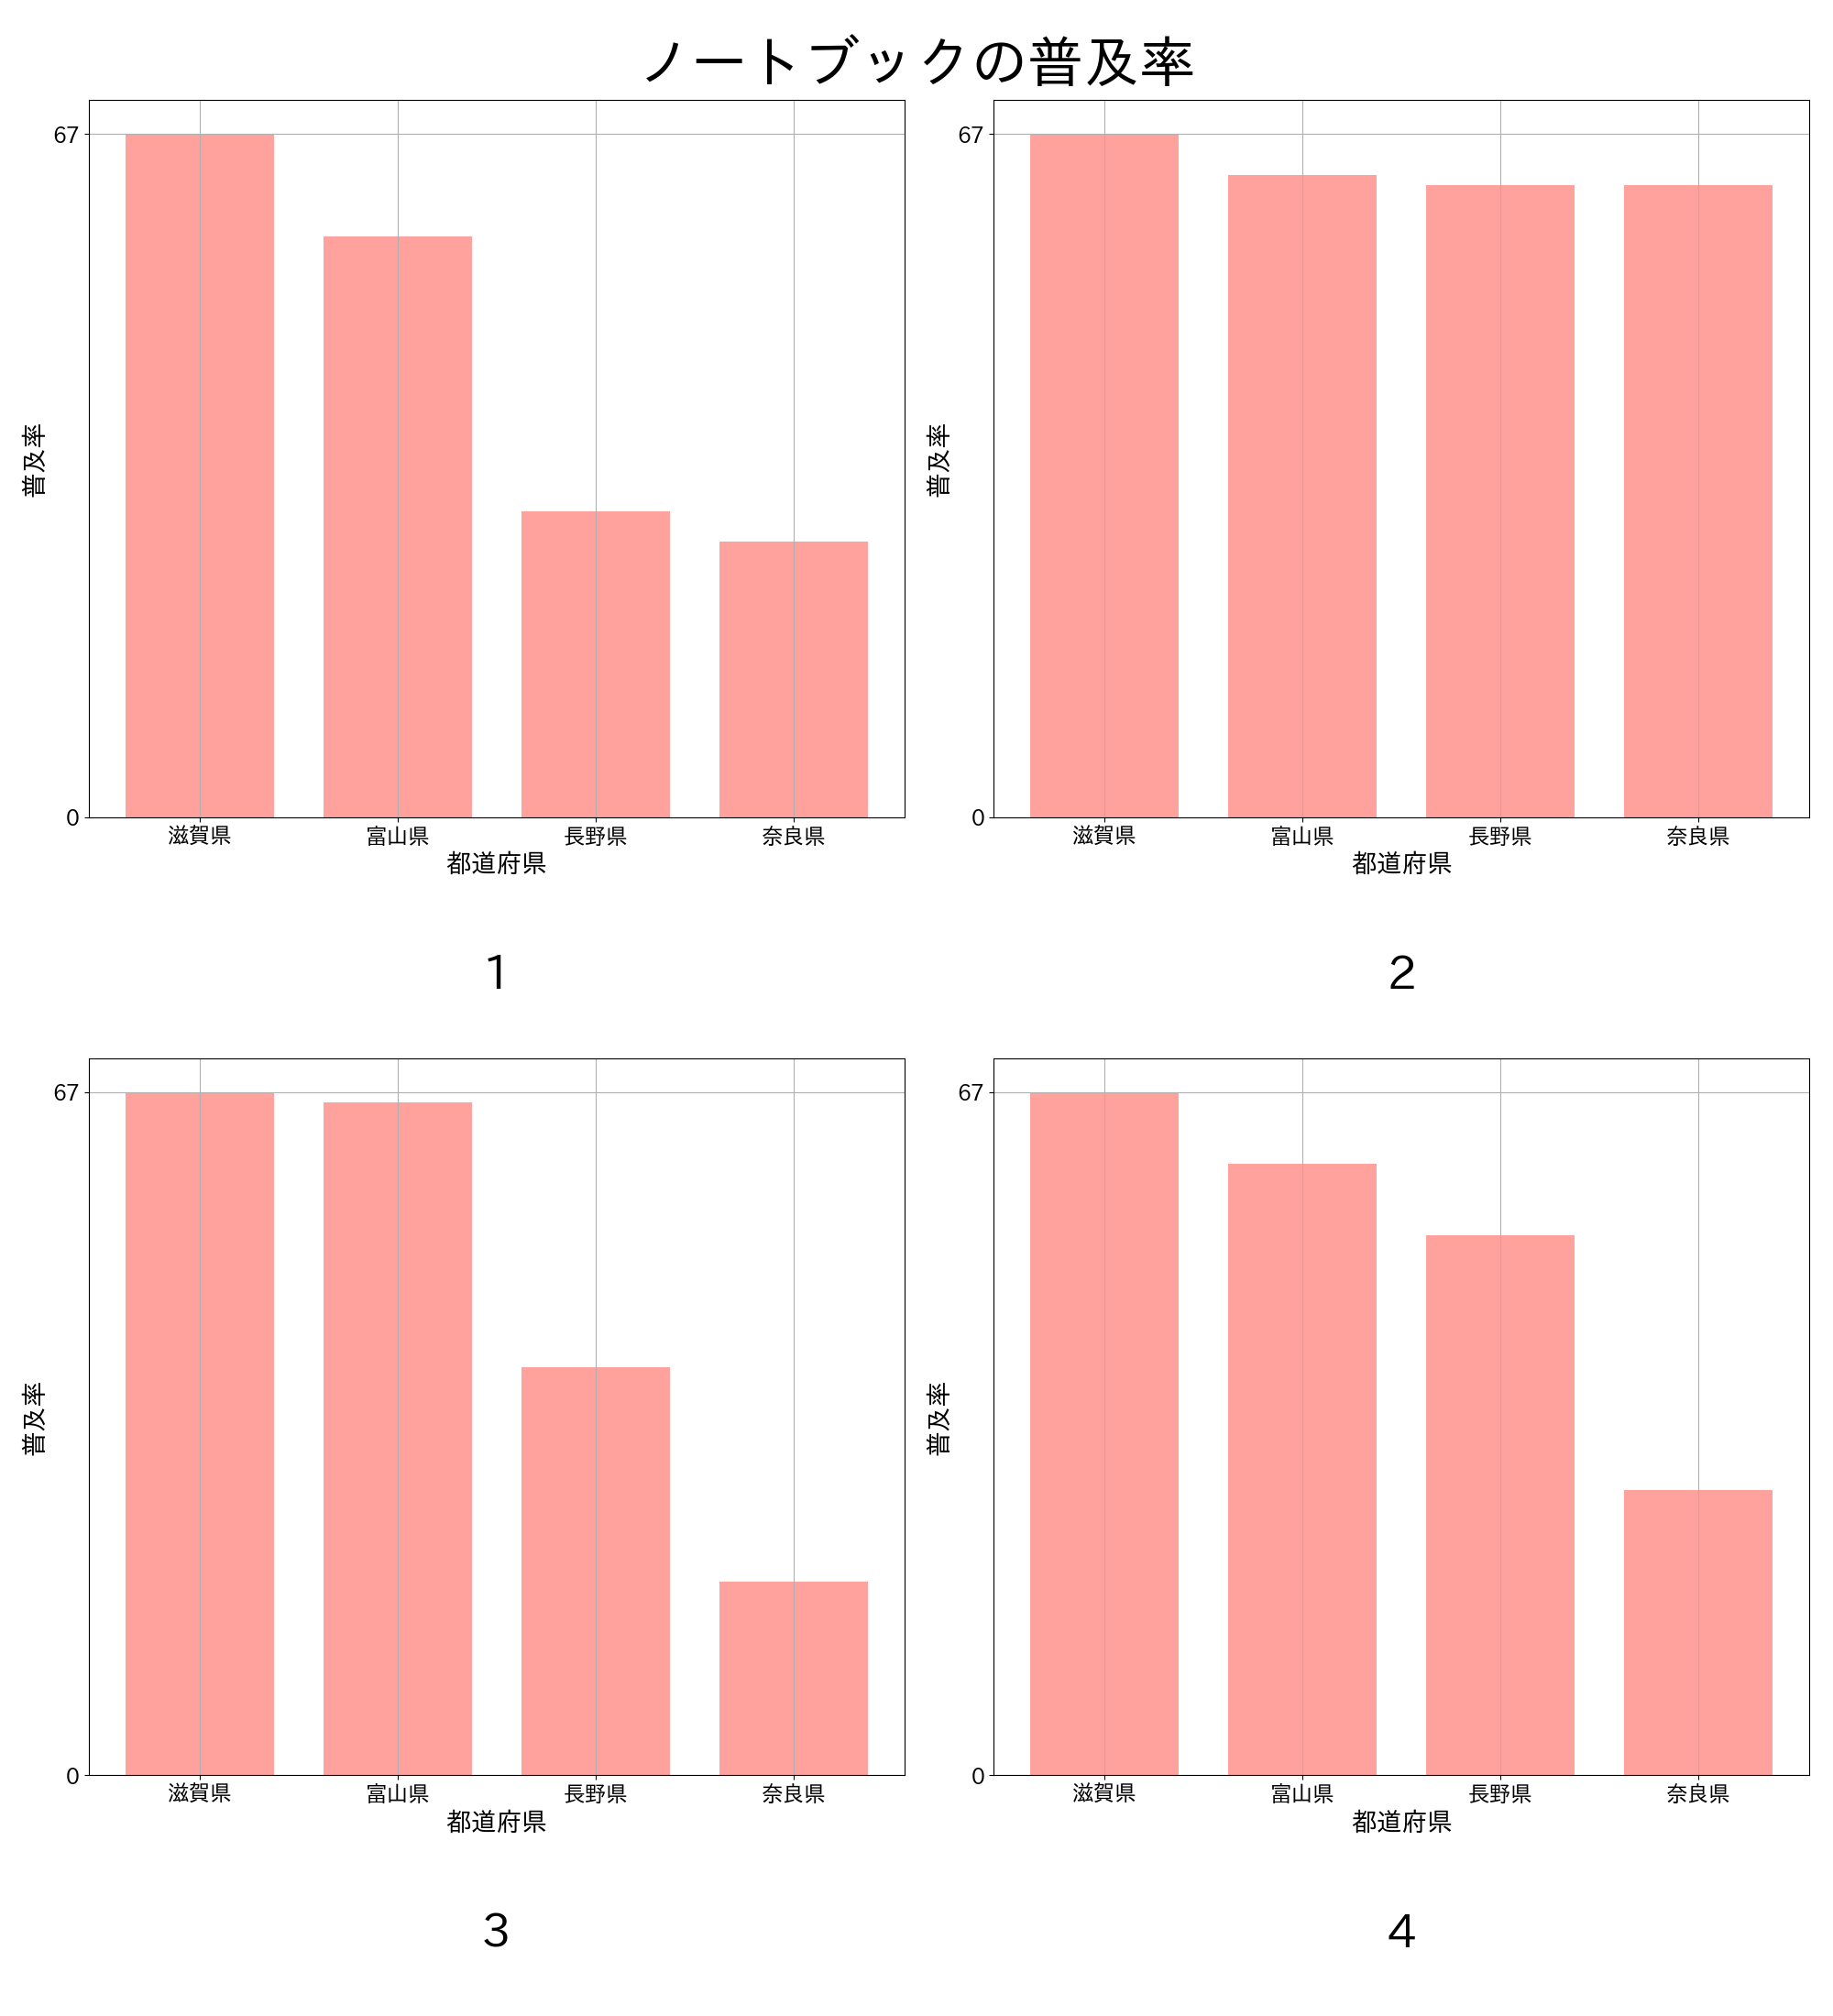 ノートブックの普及率
67
0
普及率
滋賀県 富山県 長野県 奈良県
都道府県
1
67
0
普及率
滋賀県 富山県 長野県 奈良県
都道府県
2
67
0
普及率
滋賀県 富山県 長野県 奈良県
都道府県
3
67
0
普及率
滋賀県 富山県 長野県 奈良県
都道府県
4